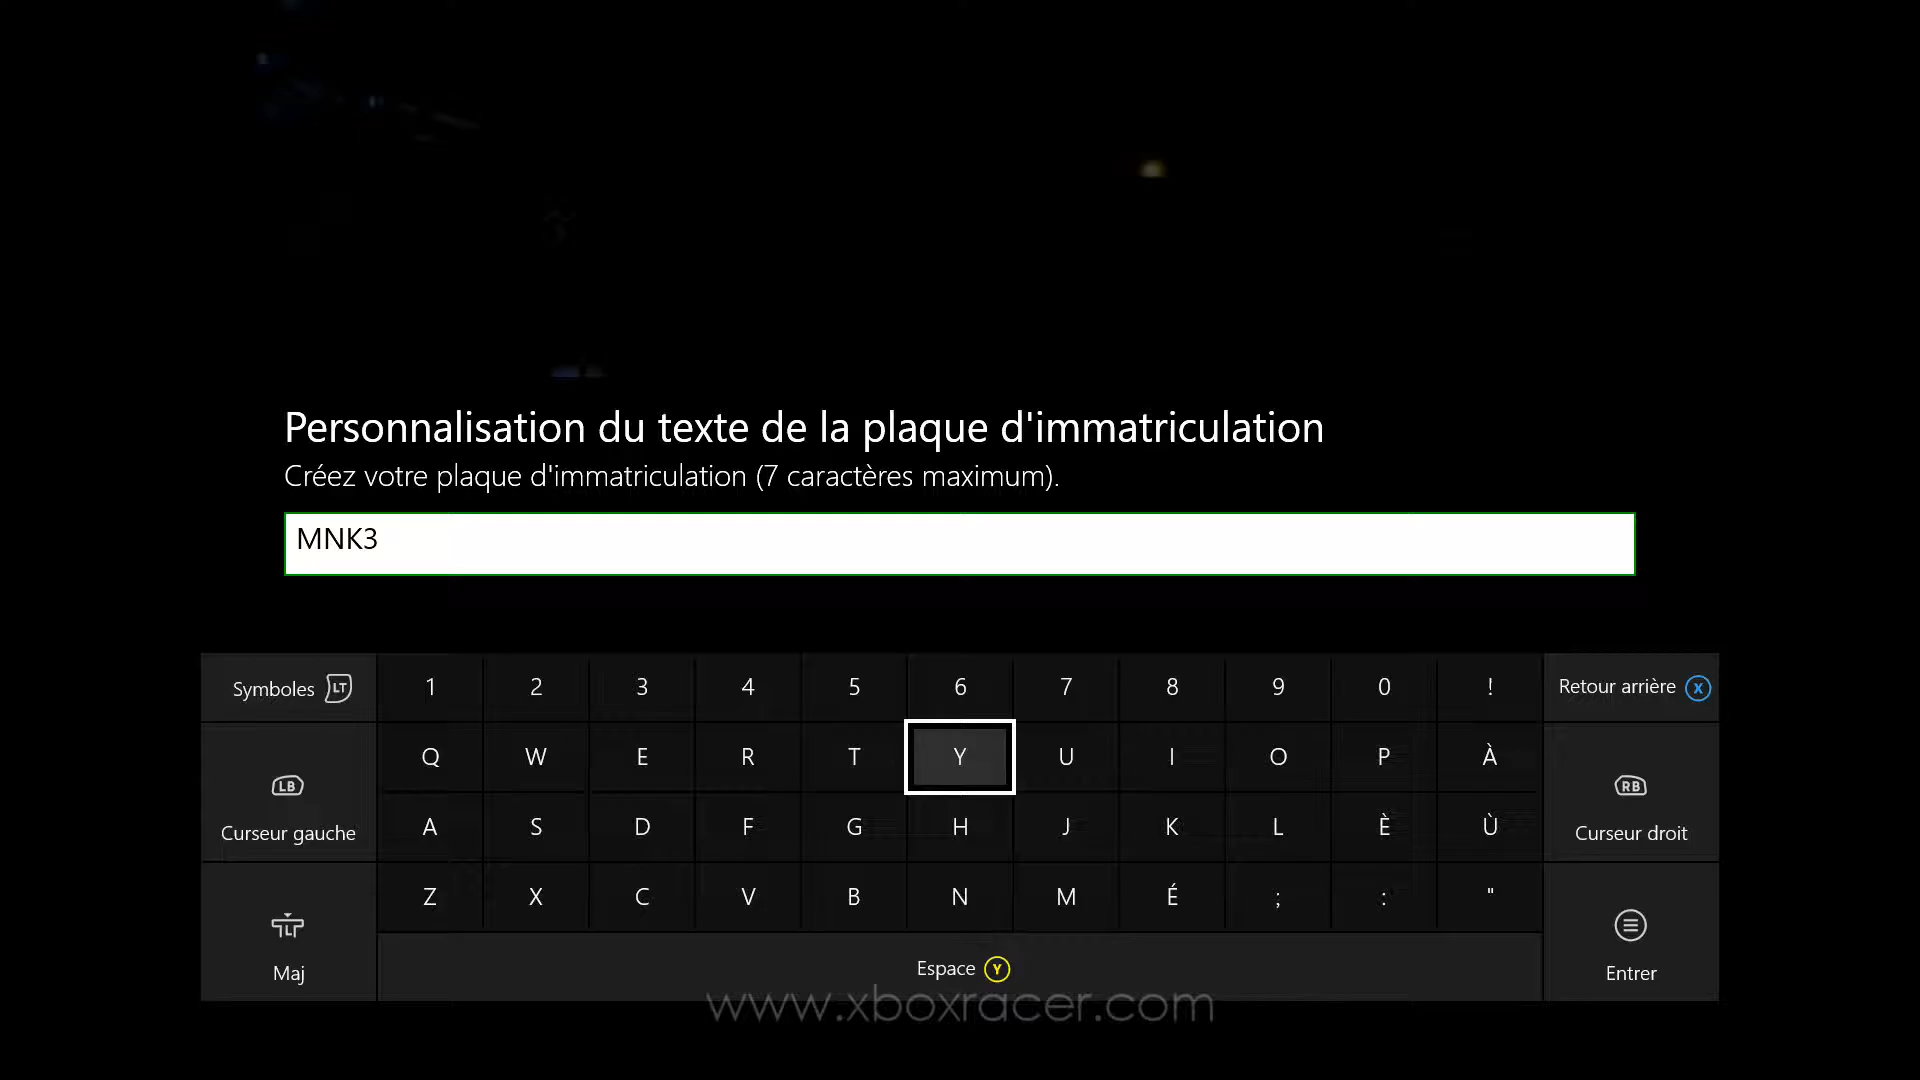 Personnalisation du texte de la plaque d'immatriculation
Créez votre plaque d'immatriculation (7 caractères maximum).
MNK3
Symboles LT 1 2 3 4 5 6 7 8 9 0 ! Retour arrière X
Q W E R T Y U I O P À
LB RB
Curseur gauche A S D F G H J K L È Ù Curseur droit
Z X C V B N M É ; : "
Maj Entrer
Espace Y
www.xboxracer.com